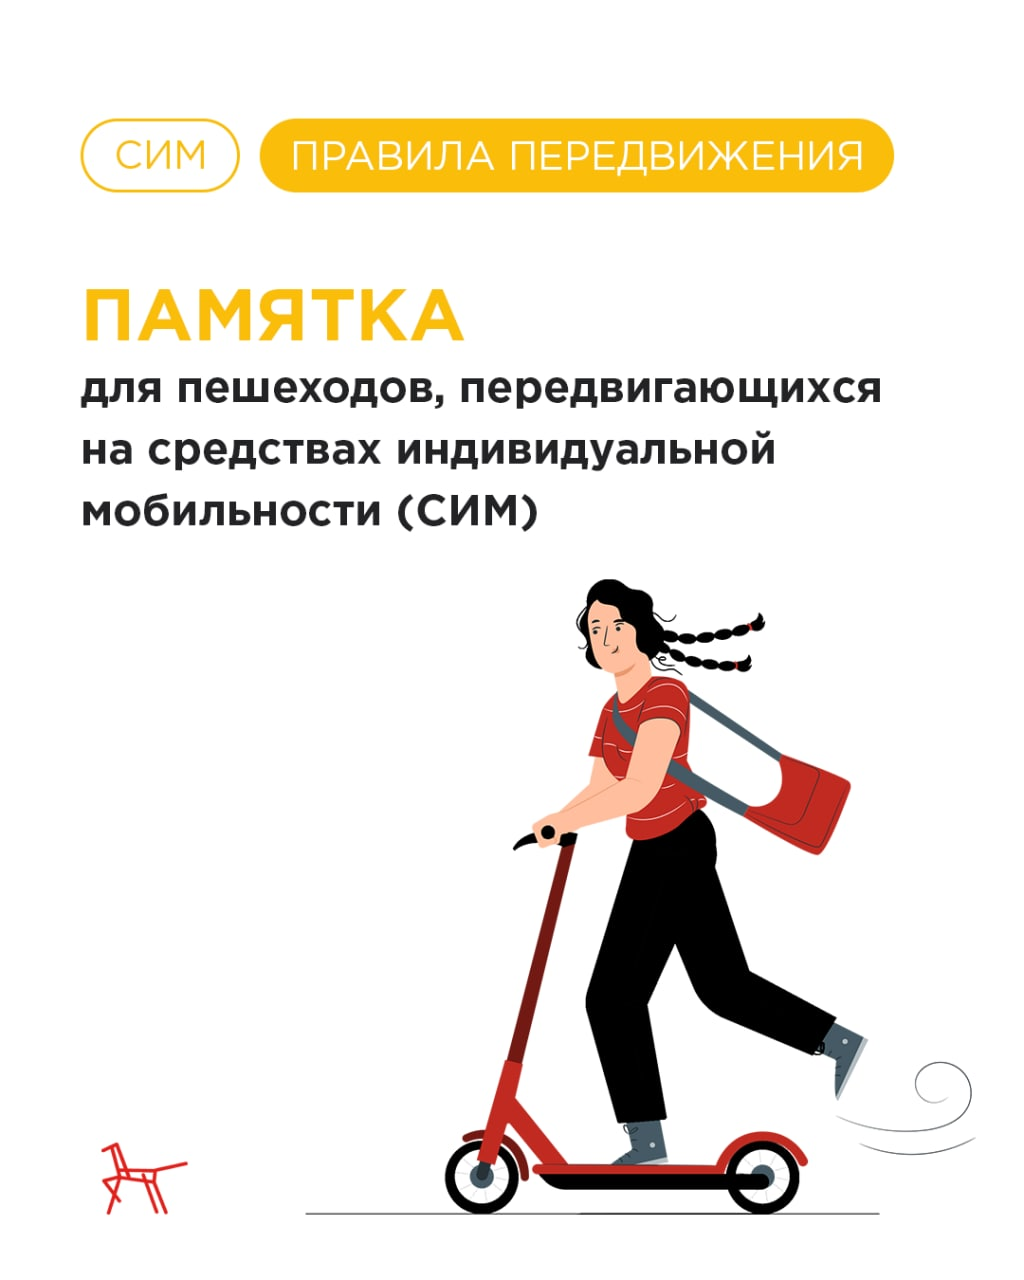 СИМ
ПРАВИЛА ПЕРЕДВИЖЕНИЯ
ПАМЯТКА
для пешеходов, передвигающихся
на средствах индивидуальной
мобильности (СИМ)